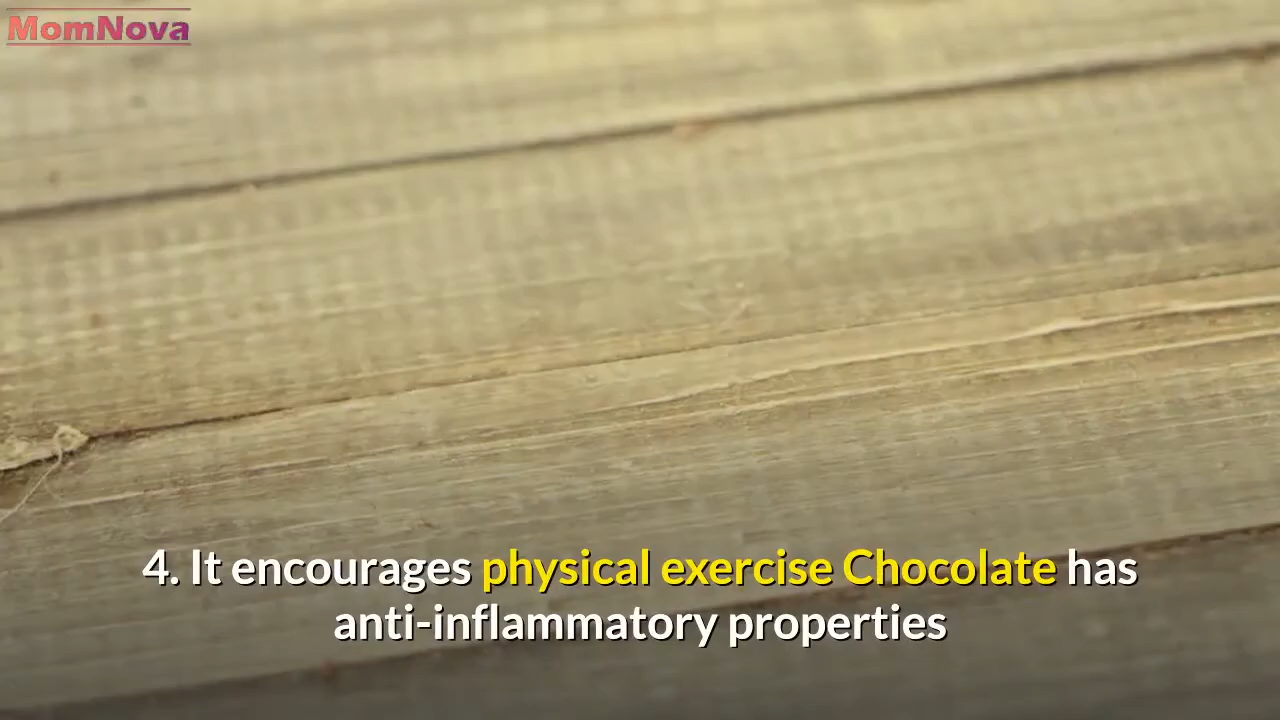 MomNova
4. It encourages physical exercise Chocolate has
anti-inflammatory properties